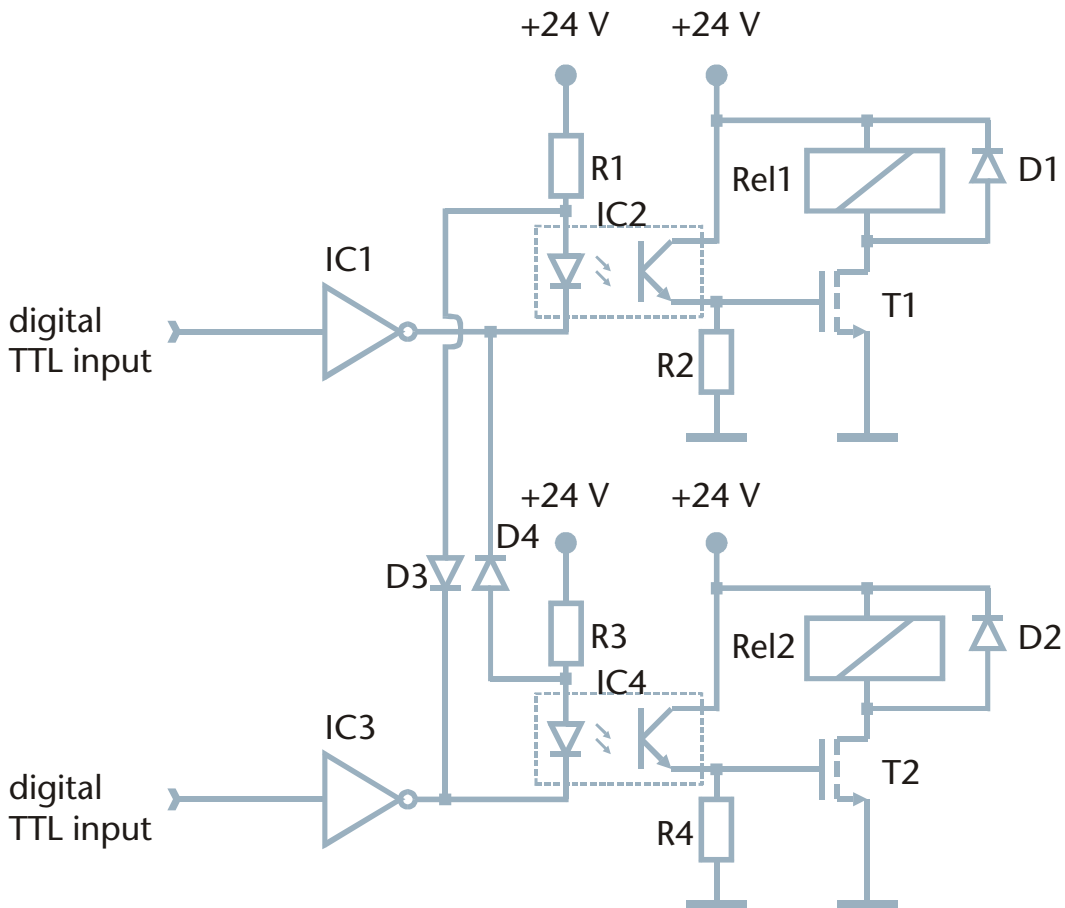 +24 V
+24 V
R1
IC2
Rel1
D1
IC1
digital
TTL input
T1
R2
+24 V
+24 V
D3
D4
R3
IC4
Rel2
D2
IC3
digital
TTL input
T2
R4